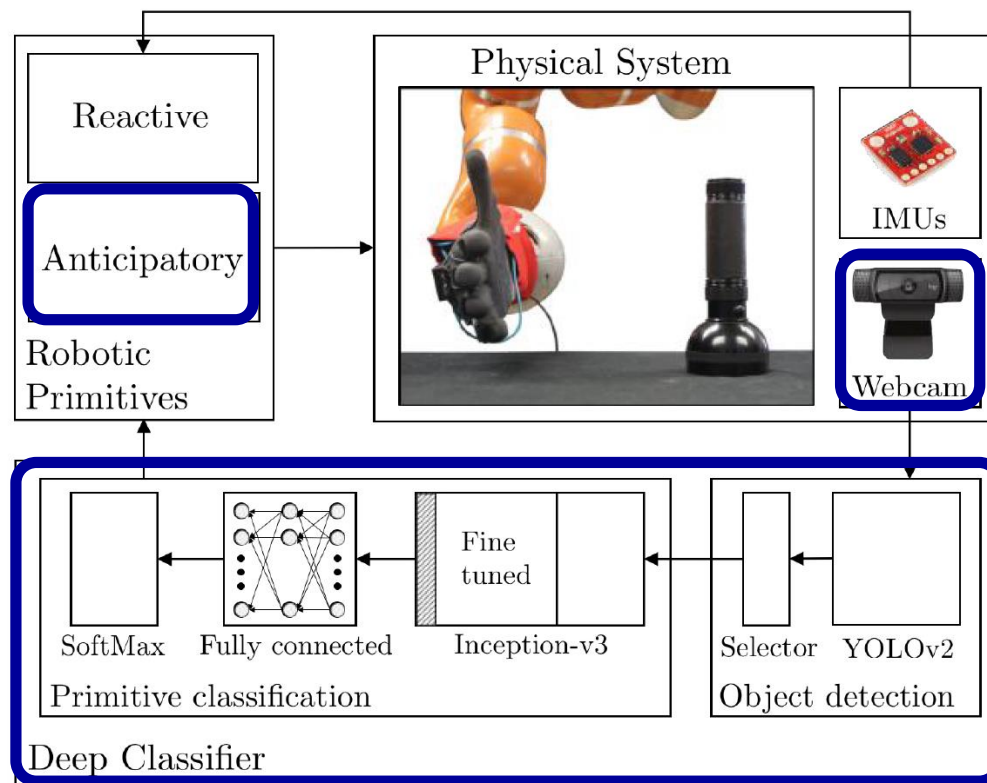 Physical System
Reactive
Anticipatory
Robotic
Primitives
IMUs
Webcam
Fine
tuned
SoftMax
Fully connected
Inception-v3
Selector
YOLOv2
Primitive classification
Object detection
Deep Classifier